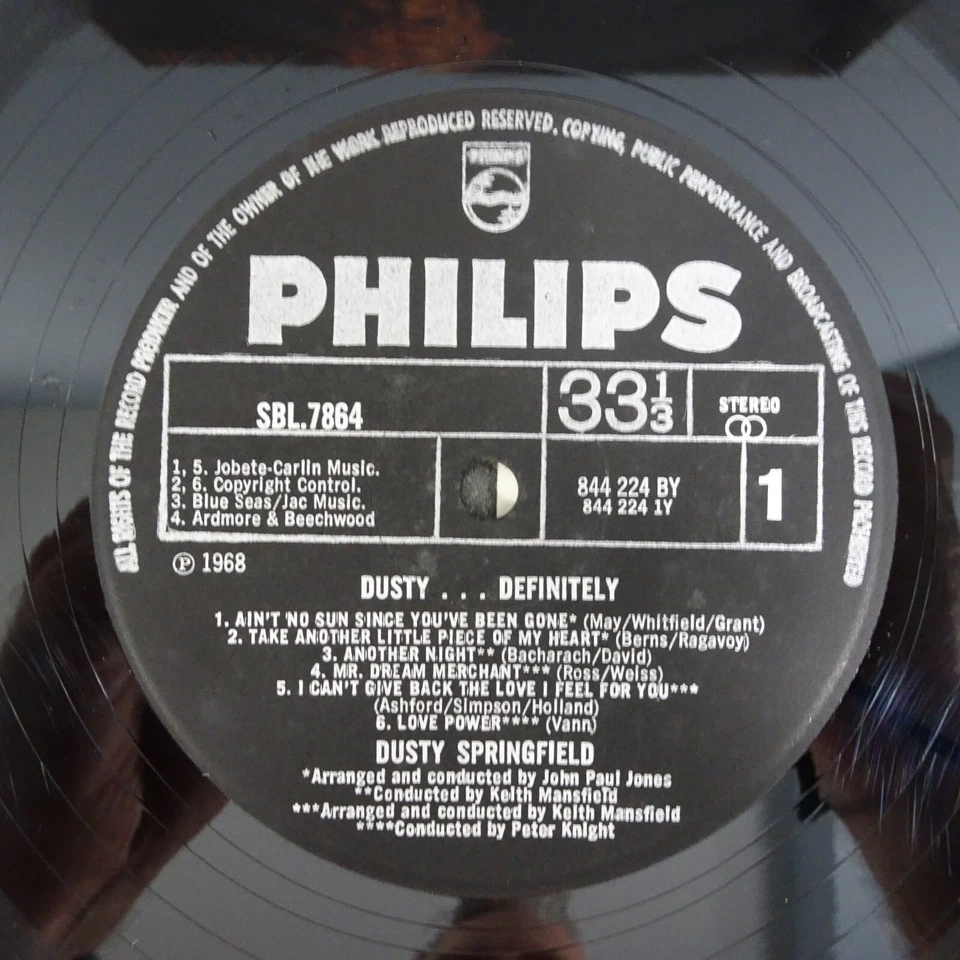 ALL RIGHTS OF THE RECORD PRODUCER AND OF THE OWNER OF THE WORK REPRODUCED RESERVED. COPYING, PUBLIC PERFORMANCE AND BROADCASTING OF THIS RECORD PROHIBITED
PHILIPS
PHILIPS
SBL.7864
33⅓
STEREO
1, 5. Jobete-Carlin Music.
2, 6. Copyright Control.
3. Blue Seas/Jac Music.
4. Ardmore & Beechwood
844 224 BY
844 224 1Y
1
℗ 1968
DUSTY . . . DEFINITELY
1. AIN'T NO SUN SINCE YOU'VE BEEN GONE* (May/Whitfield/Grant)
2. TAKE ANOTHER LITTLE PIECE OF MY HEART* (Berns/Ragavoy)
3. ANOTHER NIGHT** (Bacharach/David)
4. MR. DREAM MERCHANT*** (Ross/Weiss)
5. I CAN'T GIVE BACK THE LOVE I FEEL FOR YOU***
(Ashford/Simpson/Holland)
6. LOVE POWER**** (Vann)
DUSTY SPRINGFIELD
*Arranged and conducted by John Paul Jones
**Conducted by Keith Mansfield
***Arranged and conducted by Keith Mansfield
****Conducted by Peter Knight